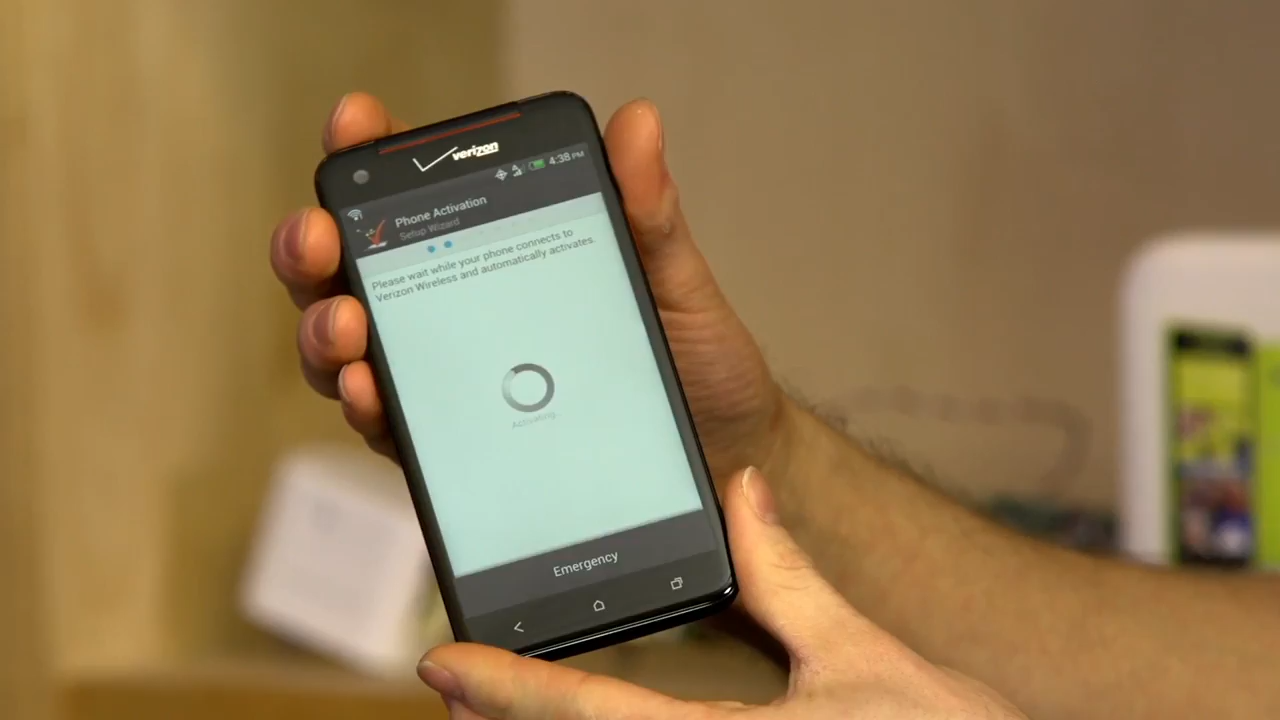 verizon
4:38 PM
Phone Activation
Setup Wizard
Please wait while your phone connects to
Verizon Wireless and automatically activates.
Activating...
Emergency